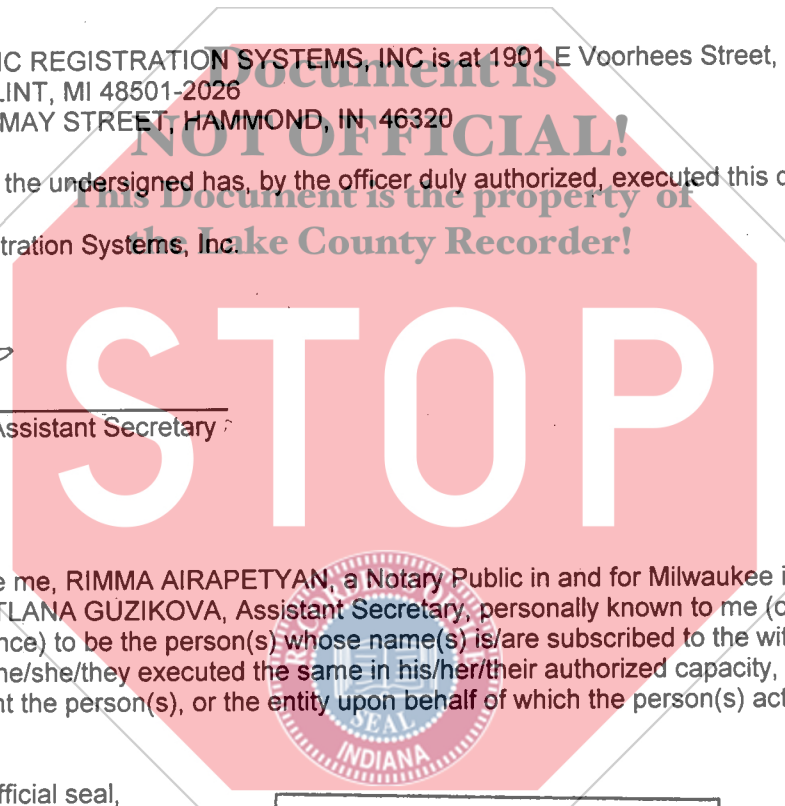 IC REGISTRATION SYSTEMS, INC is at 1901 E Voorhees Street,
Document is
LINT, MI 48501-2026
MAY STREET, HAMMOND, IN 46320
NOT OFFICIAL!
the undersigned has, by the officer duly authorized, executed this
This Document is the property of
tration Systems, Inc.
the Lake County Recorder!
STOP
Assistant Secretary
e me, RIMMA AIRAPETYAN, a Notary Public in and for Milwaukee
TLANA GUZIKOVA, Assistant Secretary, personally known to me
nce) to be the person(s) whose name(s) is/are subscribed to the wit
he/she/they executed the same in his/her/their authorized capacity,
nt the person(s), or the entity upon behalf of which the person(s) act
SEAL
INDIANA
fficial seal,